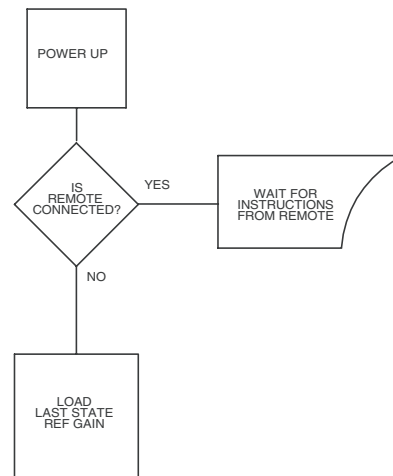 POWER UP
IS
REMOTE
CONNECTED?
YES
WAIT FOR
INSTRUCTIONS
FROM REMOTE
NO
LOAD
LAST STATE
REF GAIN